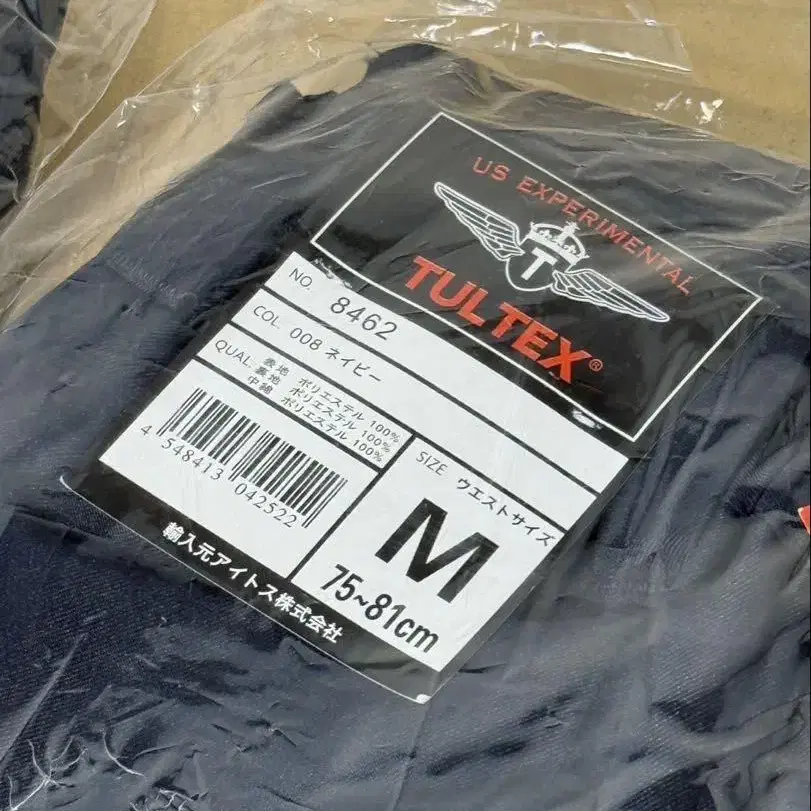 US EXPERIMENTAL
T
TULTEX®
NO. 8462
COL. 008 ネイビー
QUAL. 表地 ポリエステル 100%
裏地 ポリエステル 100%
中綿 ポリエステル 100%
4 548413 042522
SIZE ウエストサイズ
M
75~81cm
輸入元アイトス株式会社